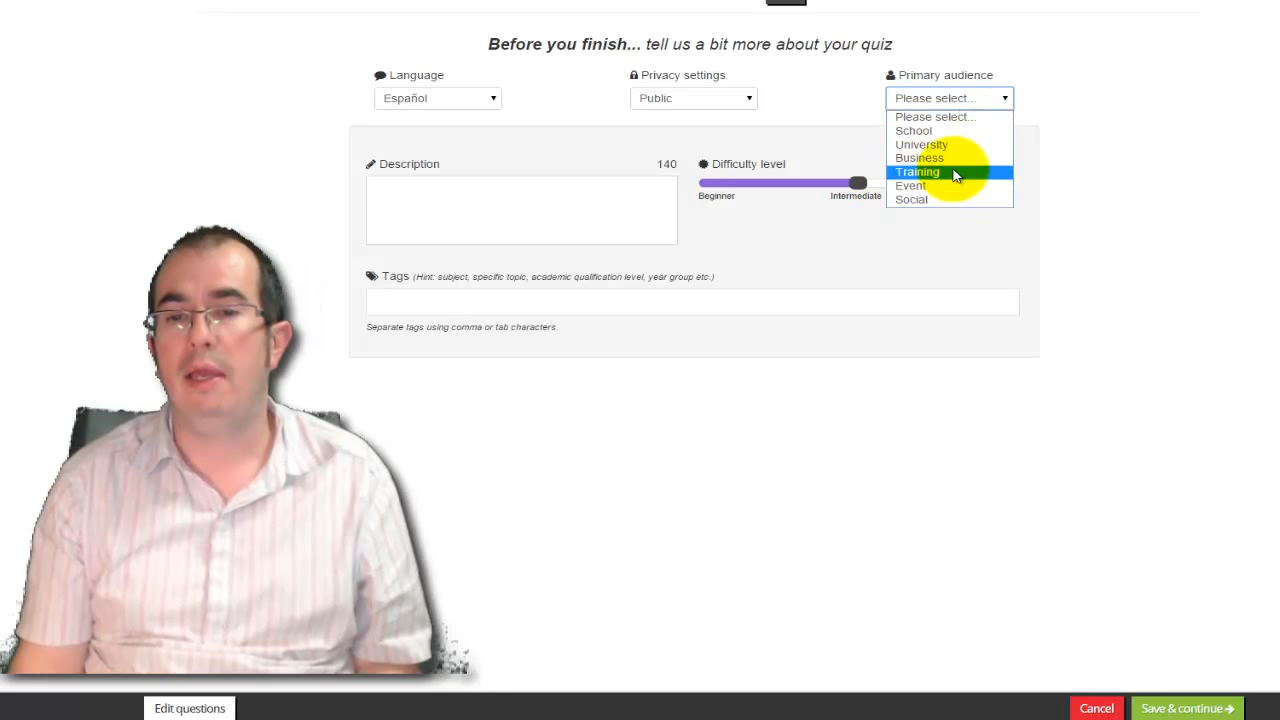 Before you finish... tell us a bit more about your quiz
Language
Privacy settings
Primary audience
Español
Public
Please select...
Please select...
School
University
Business
Training
Event
Social
Description
140
Difficulty level
Beginner
Intermediate
Tags (Hint: subject, specific topic, academic qualification level, year group etc.)
Separate tags using comma or tab characters.
Edit questions
Cancel
Save & continue